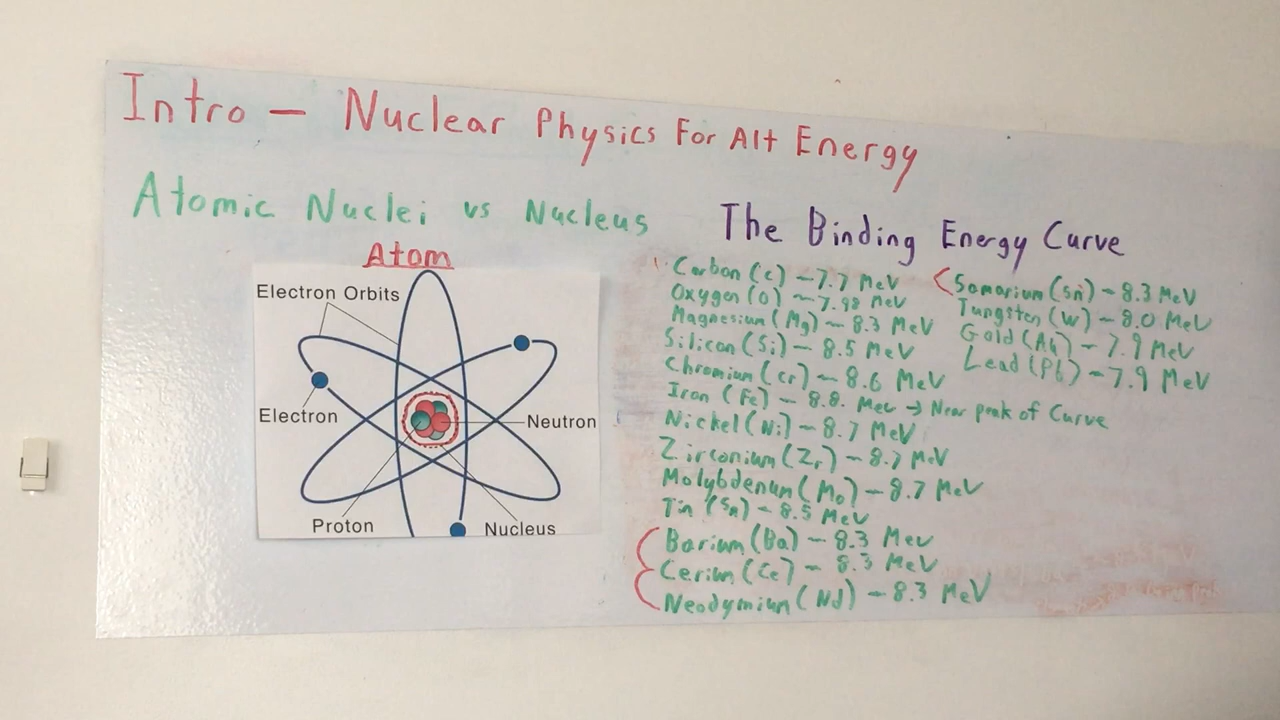 Intro — Nuclear Physics For Alt Energy
Atomic Nuclei vs Nucleus
Atom
Electron Orbits
Electron
Neutron
Proton
Nucleus
The Binding Energy Curve
Carbon (c) ~ 7.7 MeV
Oxygen (O) ~ 7.98 MeV
Magnesium (Mg) ~ 8.3 MeV
Silicon (Si) ~ 8.5 MeV
Chromium (Cr) ~ 8.6 MeV
Iron (Fe) ~ 8.8. Mev → Near peak of Curve
Nickel (Ni) ~ 8.7 MeV
Zirconium (Zr) ~ 8.7 MeV
Molybdenum (Mo) ~ 8.7 MeV
Tin (Sn) ~ 8.5 MeV
Barium (Ba) ~ 8.3 Mev
Cerium (Ce) ~ 8.3 MeV
Neodymium (Nd) ~ 8.3 MeV
Somarium (Sm) ~ 8.3 MeV
Tungsten (W) ~ 8.0 MeV
Gold (Au) ~ 7.9 MeV
Lead (Pb) ~ 7.9 MeV